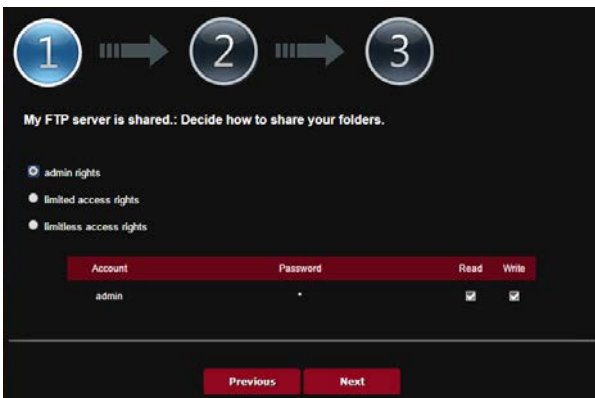 1 2 3
My FTP server is shared.: Decide how to share your folders.
admin rights
limited access rights
limitless access rights
Account Password Read Write
admin *
Previous Next